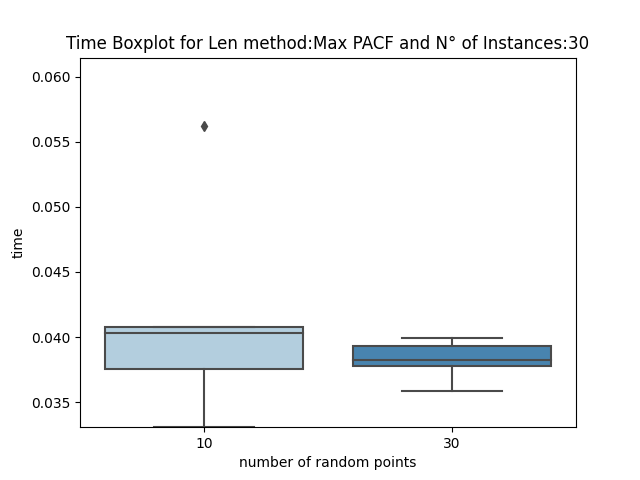 Time Boxplot for Len method:Max PACF and N° of Instances:30
0.060
0.055
0.050
0.045
0.040
0.035
time
10
30
number of random points